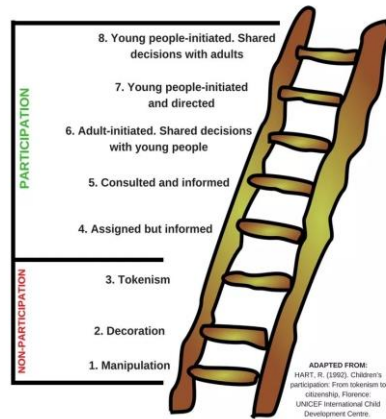 8. Young people-initiated. Shared
decisions with adults
7. Young people-initiated
and directed
6. Adult-initiated. Shared decisions
with young people
5. Consulted and informed
4. Assigned but informed
3. Tokenism
2. Decoration
1. Manipulation
PARTICIPATION
NON-PARTICIPATION
ADAPTED FROM:
HART, R. (1992). Children's
participation: From tokenism to
citizenship, Florence:
UNICEF International Child
Development Centre.